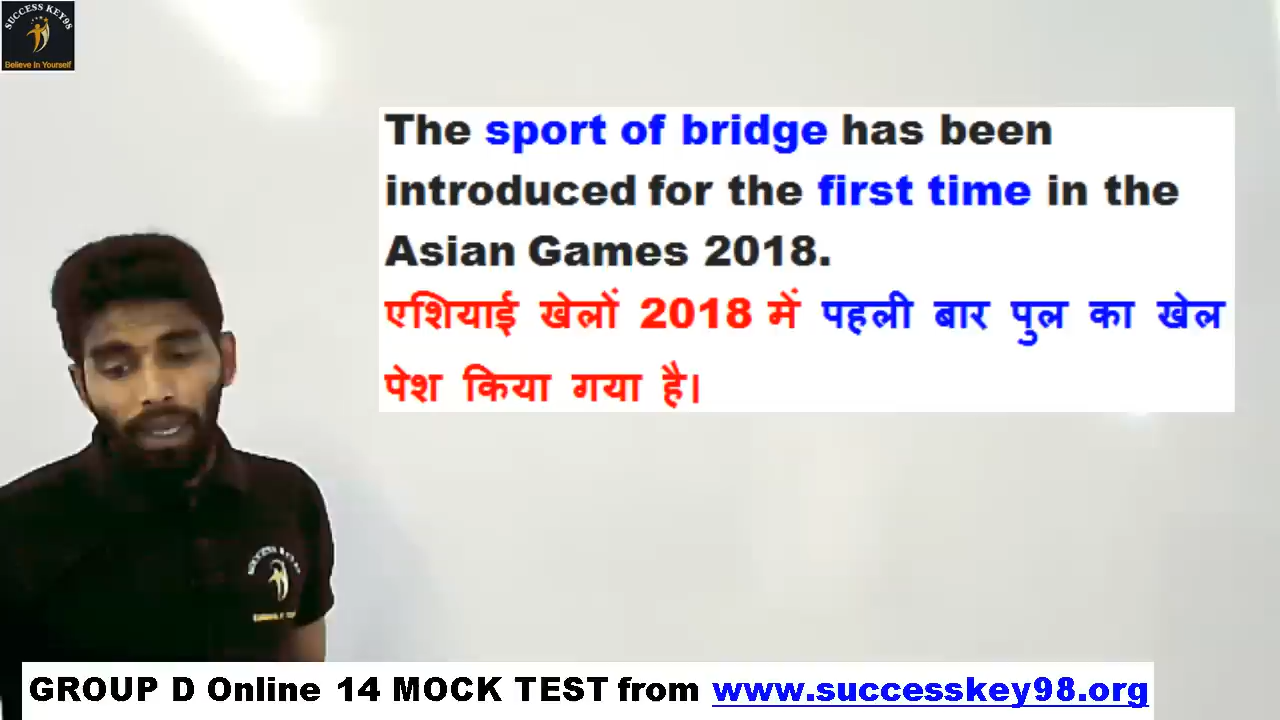 SUCCESS KEY98
Believe In Yourself
The sport of bridge has been
introduced for the first time in the
Asian Games 2018.
एशियाई खेलों 2018 में पहली बार पुल का खेल
पेश किया गया है।
GROUP D Online 14 MOCK TEST from www.successkey98.org